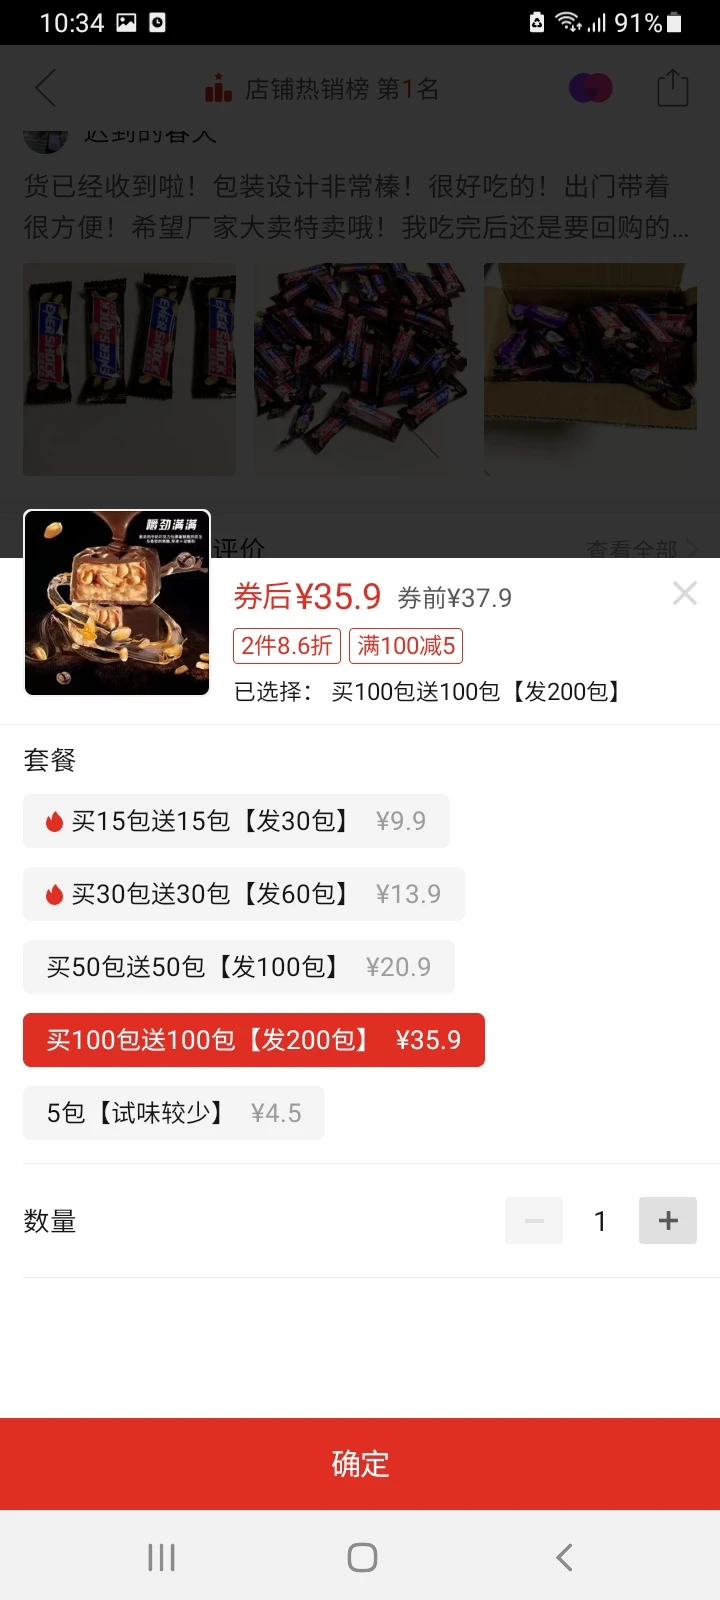 10:34 91%
店铺热销榜 第1名
迟到的春天
货已经收到啦！包装设计非常榛！很好吃的！出门带着
很方便！希望厂家大卖特卖哦！我吃完后还是要回购的...
ENERSHOCK
嚼劲满满
评价 查看全部
券后¥35.9 券前¥37.9
2件8.6折 满100减5
已选择： 买100包送100包【发200包】
套餐
买15包送15包【发30包】 ¥9.9
买30包送30包【发60包】 ¥13.9
买50包送50包【发100包】 ¥20.9
买100包送100包【发200包】 ¥35.9
5包【试味较少】 ¥4.5
数量 1
确定